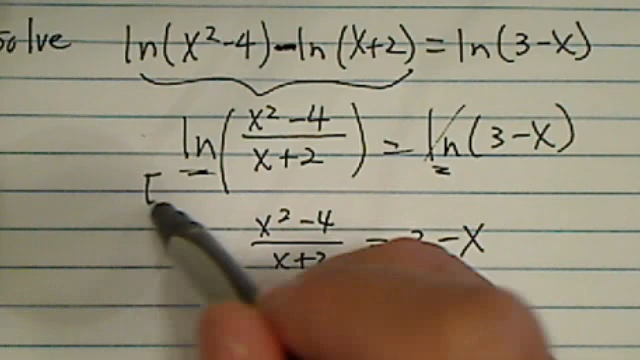 Solve ln(x²-4)-ln(x+2)=ln(3-x)
ln((x²-4)/(x+2))=ln(3-x)
(x²-4)/(x+2)=3-x